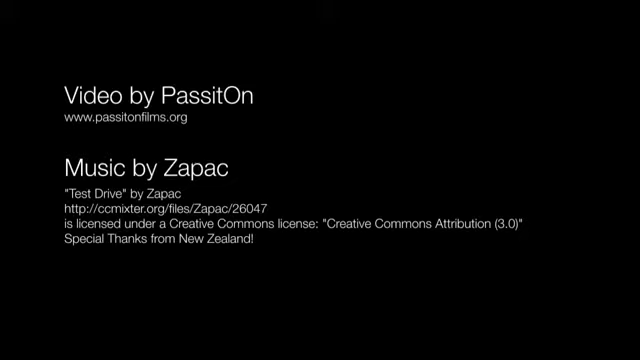 Video by PassitOn
www.passitonfilms.org
Music by Zapac
"Test Drive" by Zapac
http://ccmixter.org/files/Zapac/26047
is licensed under a Creative Commons license: "Creative Commons Attribution (3.0)"
Special Thanks from New Zealand!